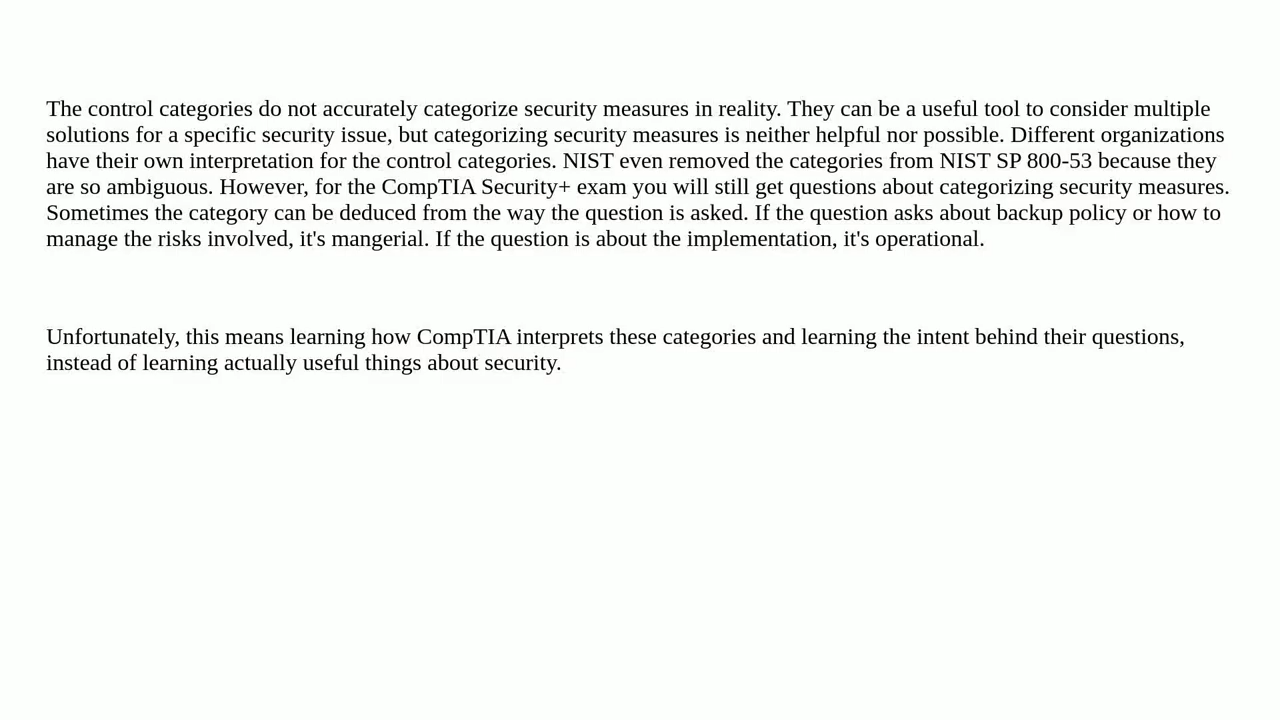 The control categories do not accurately categorize security measures in reality. They can be a useful tool to consider multiple
solutions for a specific security issue, but categorizing security measures is neither helpful nor possible. Different organizations
have their own interpretation for the control categories. NIST even removed the categories from NIST SP 800-53 because they
are so ambiguous. However, for the CompTIA Security+ exam you will still get questions about categorizing security measures.
Sometimes the category can be deduced from the way the question is asked. If the question asks about backup policy or how to
manage the risks involved, it's mangerial. If the question is about the implementation, it's operational.
Unfortunately, this means learning how CompTIA interprets these categories and learning the intent behind their questions,
instead of learning actually useful things about security.